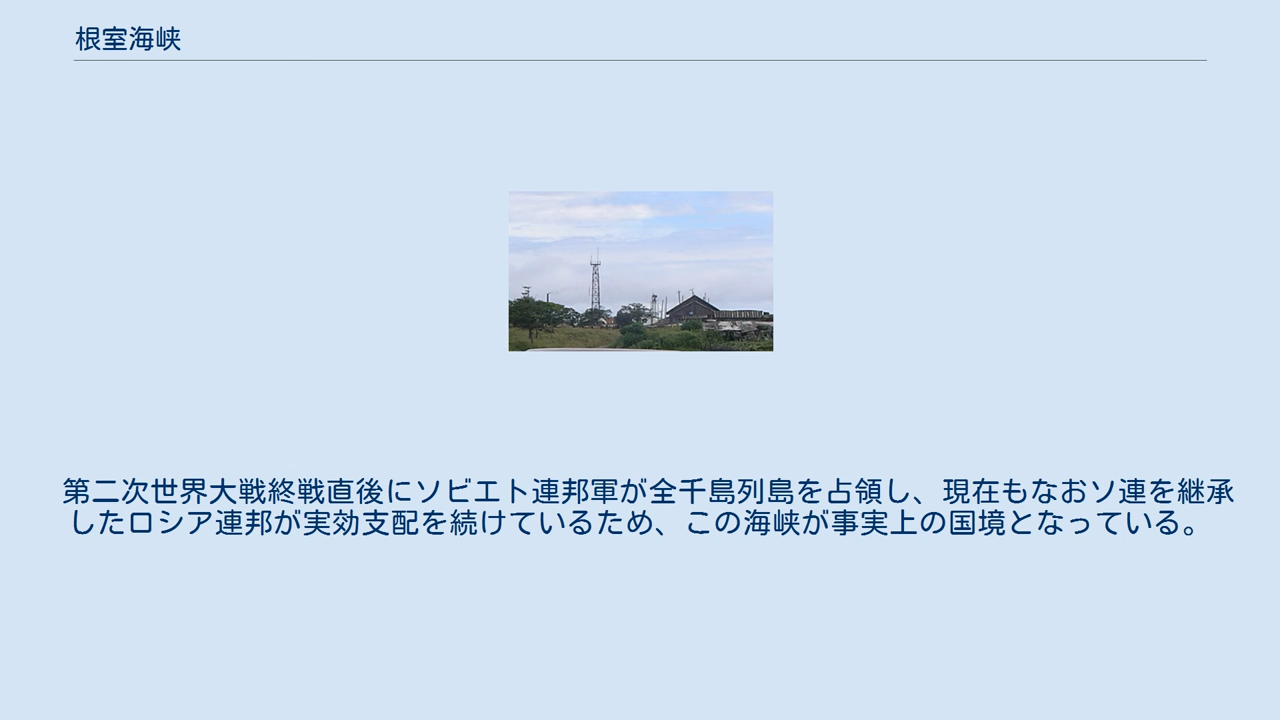 根室海峡
第二次世界大戦終戦直後にソビエト連邦軍が全千島列島を占領し、現在もなおソ連を継承
したロシア連邦が実効支配を続けているため、この海峡が事実上の国境となっている。